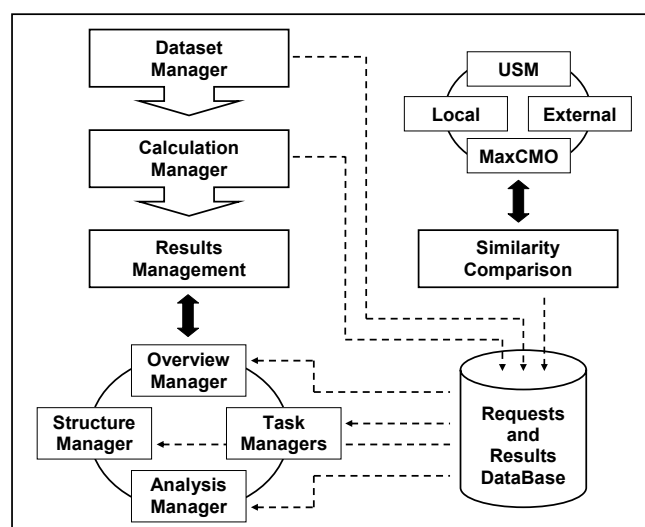 Dataset
Manager
Calculation
Manager
Results
Management
Overview
Manager
Structure
Manager
Task
Managers
Analysis
Manager
USM
Local
External
MaxCMO
Similarity
Comparison
Requests
and
Results
DataBase